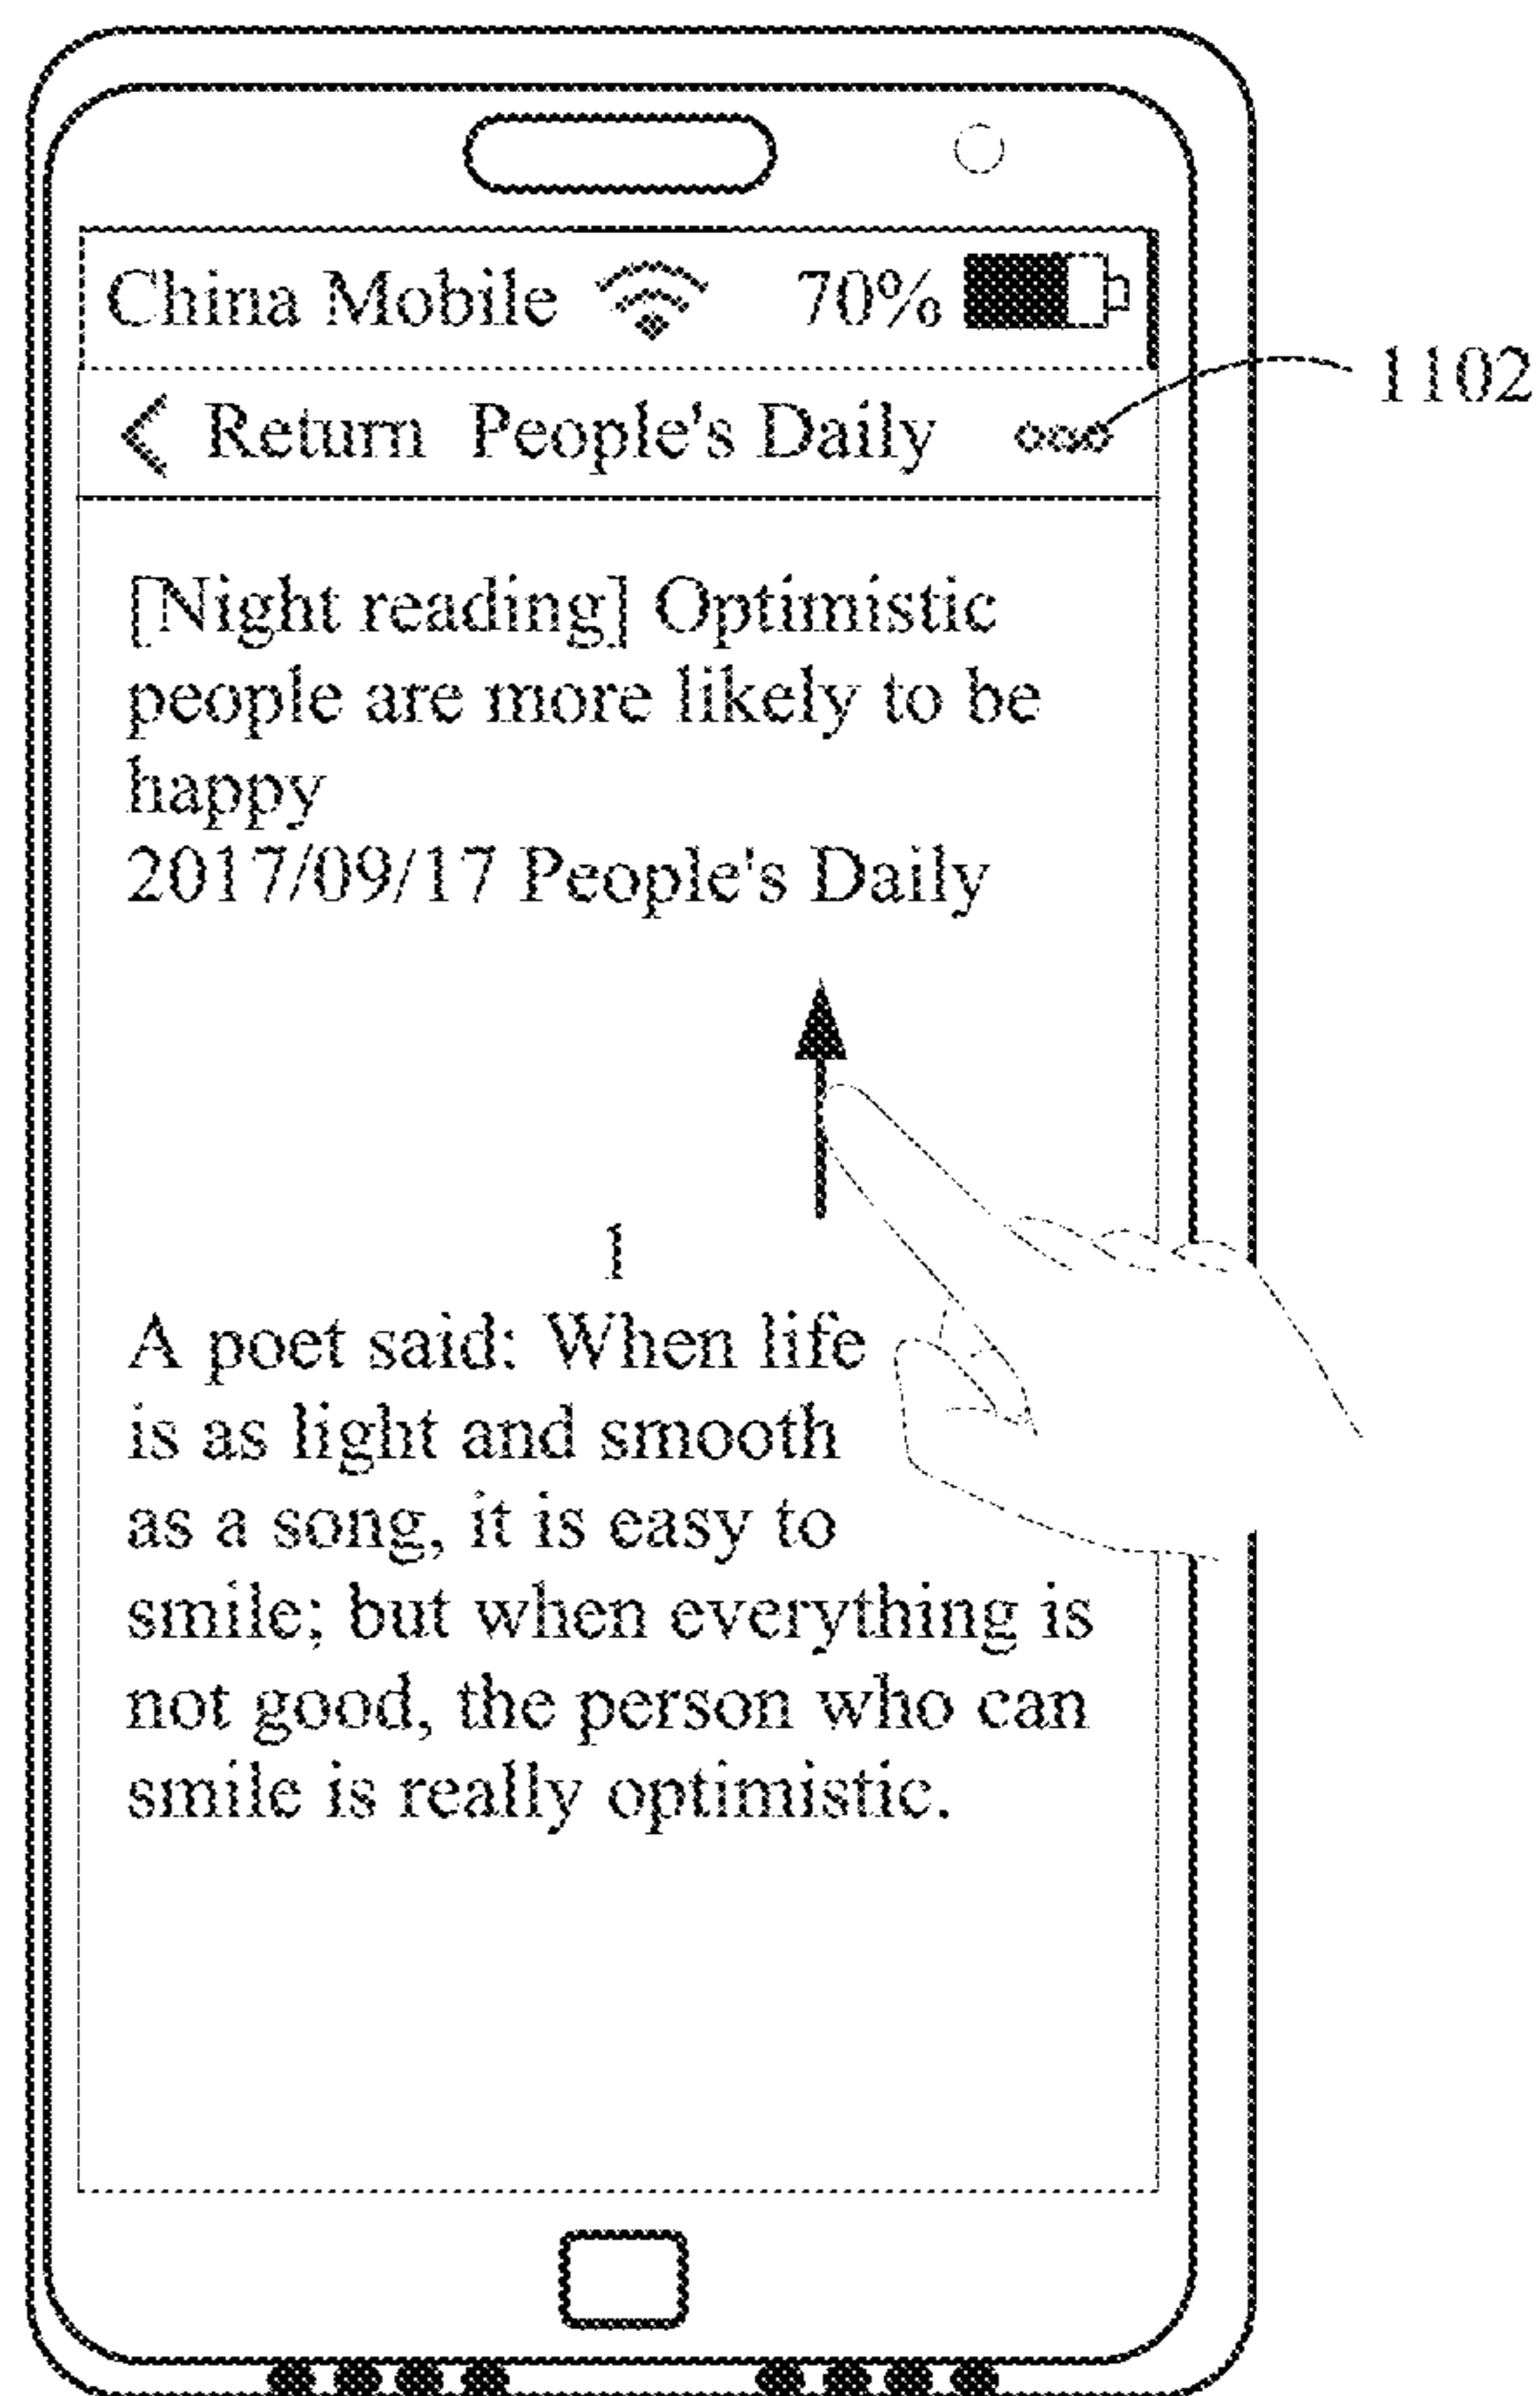 China Mobile 70%
1102
< Return People's Daily
[Night reading] Optimistic
people are more likely to be
happy
2017/09/17 People's Daily
1
A poet said: When life
is as light and smooth
as a song, it is easy to
smile; but when everything is
not good, the person who can
smile is really optimistic.